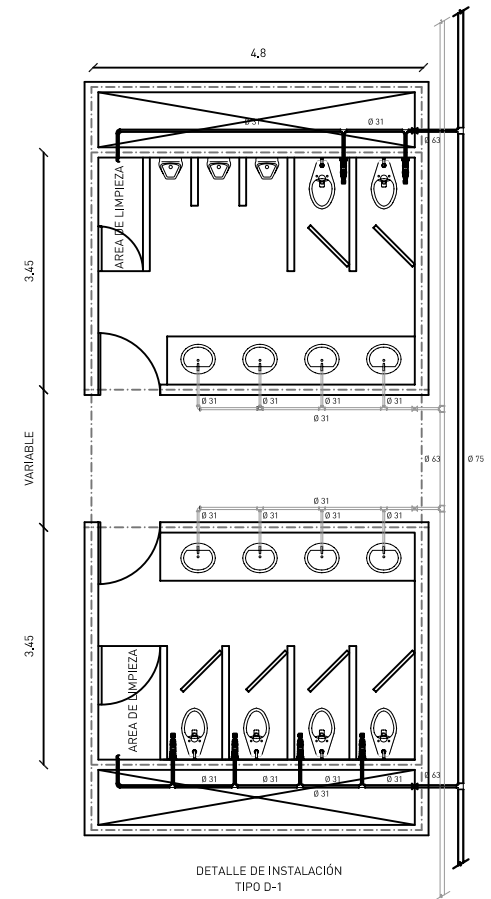 4.8
Ø 31
Ø 31
Ø 63
AREA DE LIMPIEZA
3.45
Ø 31
Ø 31
Ø 31
Ø 31
Ø 31
VARIABLE
Ø 63
Ø 75
Ø 31
Ø 31
Ø 31
Ø 31
Ø 31
3.45
AREA DE LIMPIEZA
Ø 31
Ø 31
Ø 31
Ø 31
Ø 63
Ø 31
DETALLE DE INSTALACIÓN
TIPO D-1